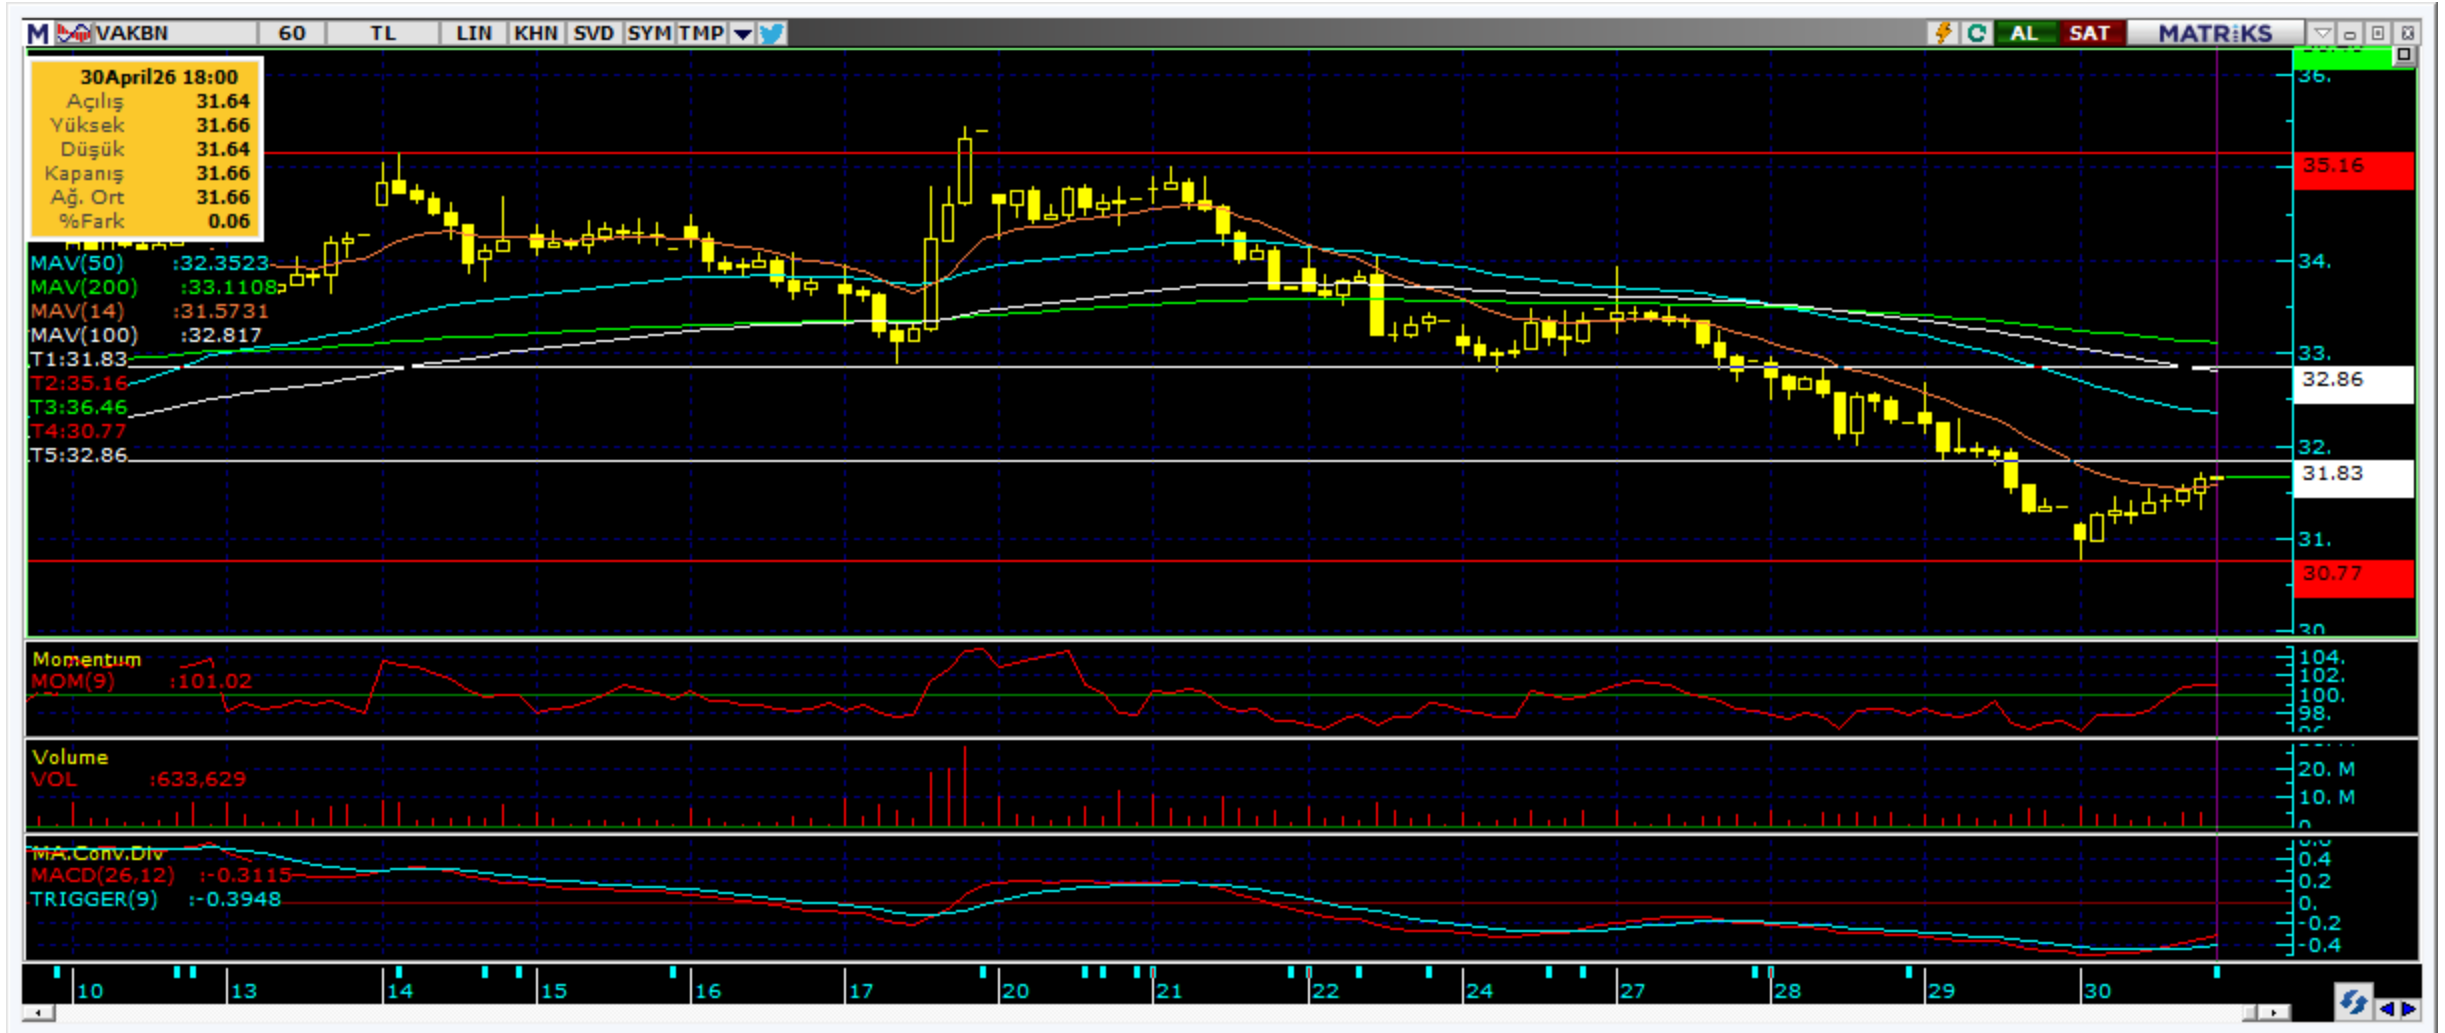 M VAKBN 60 TL LIN KHN SVD SYM TMP AL SAT MATRiKS
30April26 18:00
Açılış 31.64
Yüksek 31.66
Düşük 31.64
Kapanış 31.66
Ağ. Ort 31.66
%Fark 0.06
MAV(50) :32.3523
MAV(200) :33.1108
MAV(14) :31.5731
MAV(100) :32.817
T1:31.83
T2:35.16
T3:36.46
T4:30.77
T5:32.86
36.
35.16
34.
33.
32.86
32.
31.83
31.
30.77
30
Momentum
MOM(9) :101.02
104.
102.
100.
98.
Volume
VOL :633,629
20. M
10. M
0
MA.Conv.Div
MACD(26,12) :-0.3115
TRIGGER(9) :-0.3948
0.4
0.2
0.
-0.2
-0.4
10 13 14 15 16 17 20 21 22 24 27 28 29 30